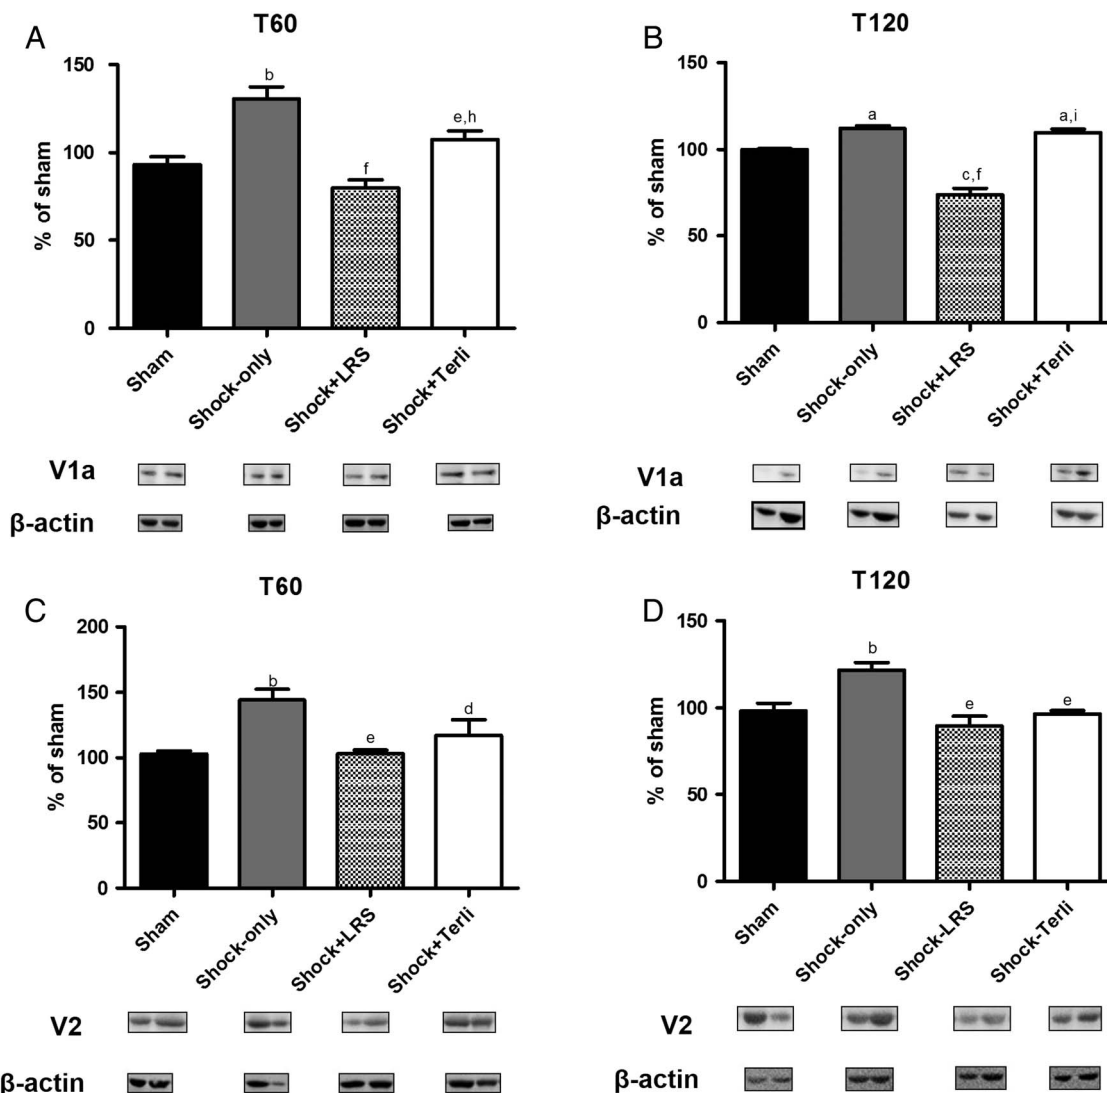 A
T60
% of sham
150
b
e,h
100
f
50
0
Sham
Shock-only
Shock+LRS
Shock+Terli
V1a
β-actin
B
T120
% of sham
150
a
a,i
100
c,f
50
0
Sham
Shock-only
Shock+LRS
Shock+Terli
V1a
β-actin
C
T60
% of sham
200
150
b
d
100
e
50
0
Sham
Shock-only
Shock+LRS
Shock+Terli
V2
β-actin
D
T120
% of sham
150
b
100
e
e
50
0
Sham
Shock-only
Shock-LRS
Shock-Terli
V2
β-actin